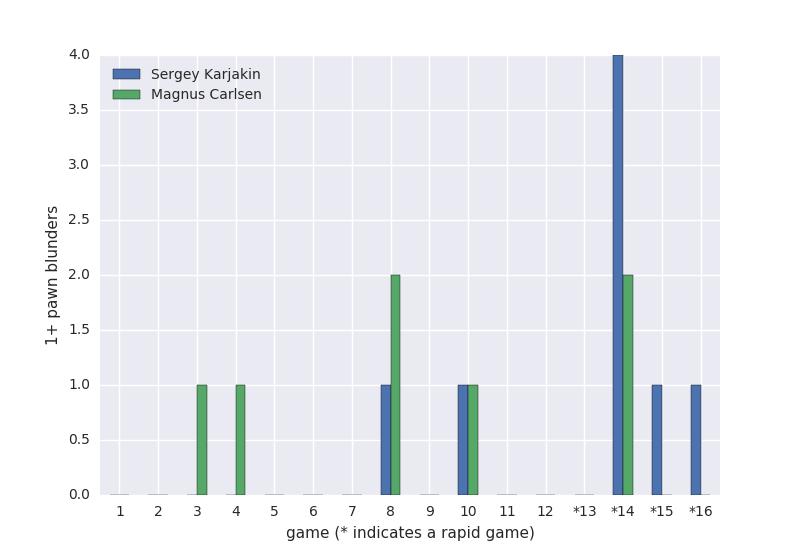 4.0
3.5
3.0
2.5
2.0
1.5
1.0
0.5
0.0
1+ pawn blunders
Sergey Karjakin
Magnus Carlsen
1 2 3 4 5 6 7 8 9 10 11 12 *13 *14 *15 *16
game (* indicates a rapid game)